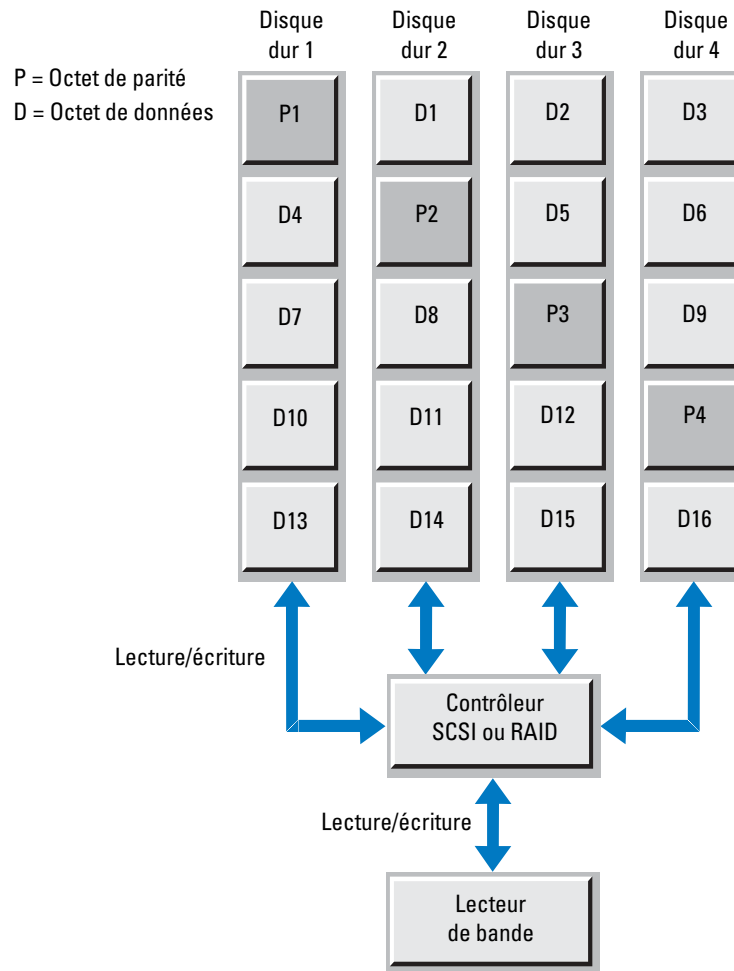 Disque
dur 1
Disque
dur 2
Disque
dur 3
Disque
dur 4
P = Octet de parité
D = Octet de données
P1
D1
D2
D3
D4
P2
D5
D6
D7
D8
P3
D9
D10
D11
D12
P4
D13
D14
D15
D16
Lecture/écriture
Contrôleur
SCSI ou RAID
Lecture/écriture
Lecteur
de bande